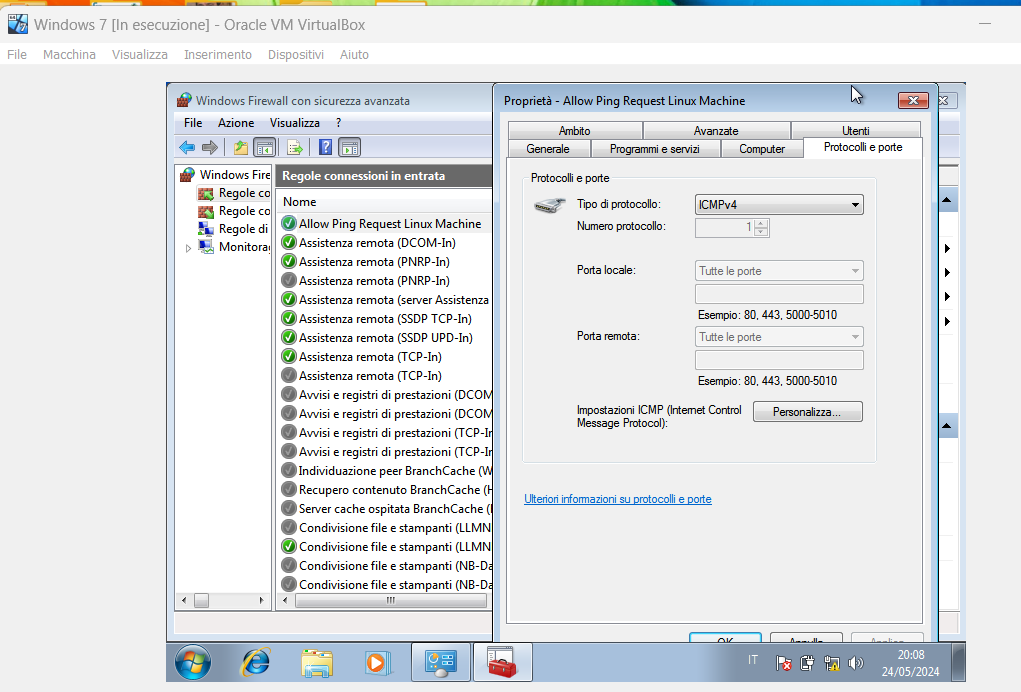 Windows 7 [In esecuzione] - Oracle VM VirtualBox
File Macchina Visualizza Inserimento Dispositivi Aiuto
Windows Firewall con sicurezza avanzata
File Azione Visualizza ?
Windows Fire
Regole co
Regole co
Regole di
Monitorag
Regole connessioni in entrata
Nome
Allow Ping Request Linux Machine
Assistenza remota (DCOM-In)
Assistenza remota (PNRP-In)
Assistenza remota (PNRP-In)
Assistenza remota (server Assistenza
Assistenza remota (SSDP TCP-In)
Assistenza remota (SSDP UPD-In)
Assistenza remota (TCP-In)
Assistenza remota (TCP-In)
Avvisi e registri di prestazioni (DCOM
Avvisi e registri di prestazioni (DCOM
Avvisi e registri di prestazioni (TCP-In
Avvisi e registri di prestazioni (TCP-In
Individuazione peer BranchCache (W
Recupero contenuto BranchCache (H
Server cache ospitata BranchCache (
Condivisione file e stampanti (LLMN
Condivisione file e stampanti (LLMN
Condivisione file e stampanti (NB-Da
Condivisione file e stampanti (NB-Da
Proprietà - Allow Ping Request Linux Machine
Ambito Avanzate Utenti
Generale Programmi e servizi Computer Protocolli e porte
Protocolli e porte
Tipo di protocollo: ICMPv4
Numero protocollo: 1
Porta locale: Tutte le porte
Esempio: 80, 443, 5000-5010
Porta remota: Tutte le porte
Esempio: 80, 443, 5000-5010
Impostazioni ICMP (Internet Control
Message Protocol):
Personalizza...
Ulteriori informazioni su protocolli e porte
OK Annulla Applica
IT
20:08
24/05/2024